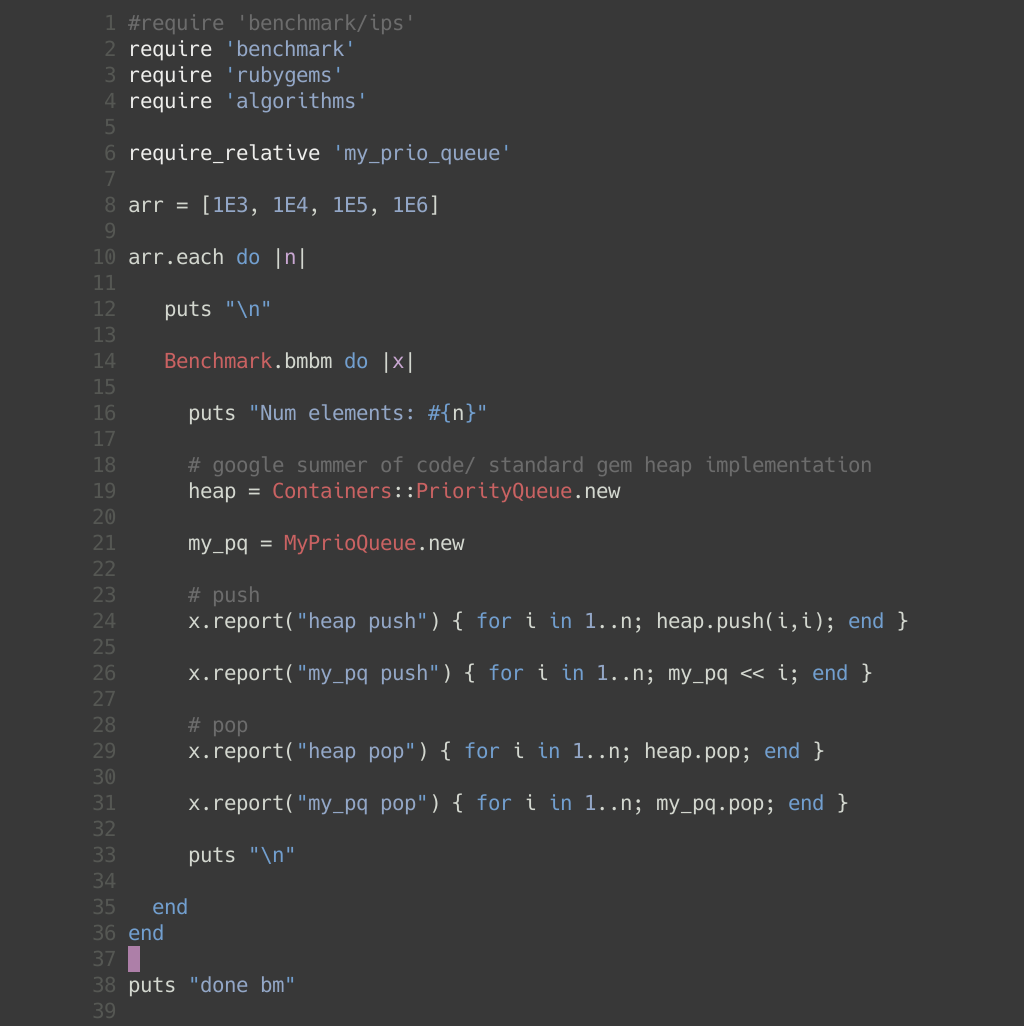 1 #require 'benchmark/ips'
2 require 'benchmark'
3 require 'rubygems'
4 require 'algorithms'
5
6 require_relative 'my_prio_queue'
7
8 arr = [1E3, 1E4, 1E5, 1E6]
9
10 arr.each do |n|
11
12    puts "\n"
13
14    Benchmark.bmbm do |x|
15
16      puts "Num elements: #{n}"
17
18      # google summer of code/ standard gem heap implementation
19      heap = Containers::PriorityQueue.new
20
21      my_pq = MyPrioQueue.new
22
23      # push
24      x.report("heap push") { for i in 1..n; heap.push(i,i); end }
25
26      x.report("my_pq push") { for i in 1..n; my_pq << i; end }
27
28      # pop
29      x.report("heap pop") { for i in 1..n; heap.pop; end }
30
31      x.report("my_pq pop") { for i in 1..n; my_pq.pop; end }
32
33      puts "\n"
34
35   end
36 end
37
38 puts "done bm"
39